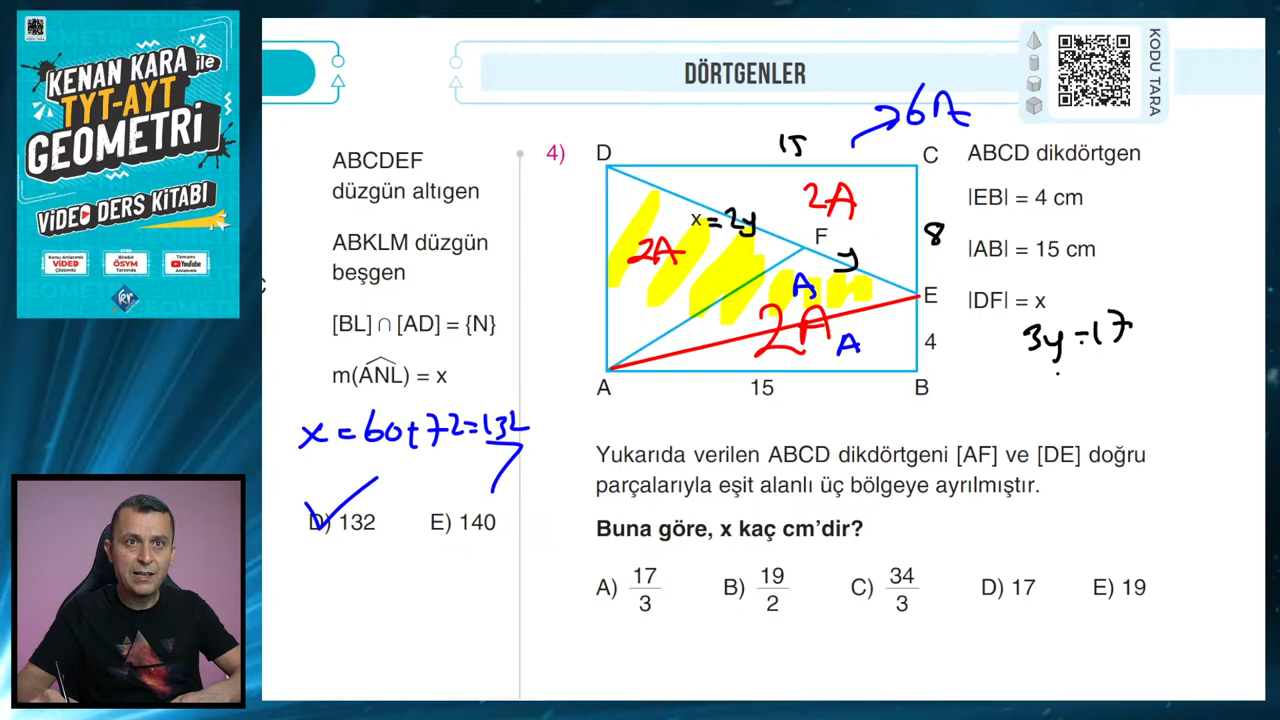 KENAN KARA ile
TYT-AYT
GEOMETRİ
VİDEO DERS KİTABI
DÖRTGENLER
KODU TARA
ABCDEF
düzgün altıgen
ABKLM düzgün
beşgen
[BL] ∩ [AD] = {N}
m(ANL) = x
x = 60+72=132
D) 132 E) 140
4)
6A
D 15 C
2A
x = 2y
F
8
2A
y
A
E
2A
A
4
A 15 B
ABCD dikdörtgen
|EB| = 4 cm
|AB| = 15 cm
|DF| = x
3y=17
Yukarıda verilen ABCD dikdörtgeni [AF] ve [DE] doğru
parçalarıyla eşit alanlı üç bölgeye ayrılmıştır.
Buna göre, x kaç cm'dir?
A) 17/3 B) 19/2 C) 34/3 D) 17 E) 19